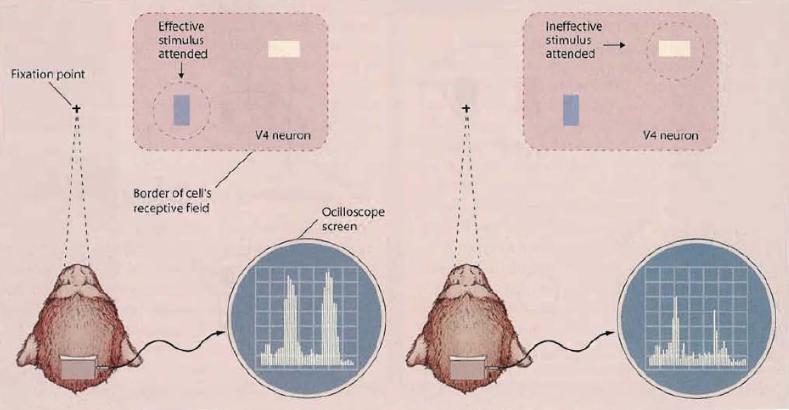 Effective
stimulus
attended
Fixation point
V4 neuron
Border of cell's
receptive field
Ocilloscope
screen
Ineffective
stimulus
attended
V4 neuron